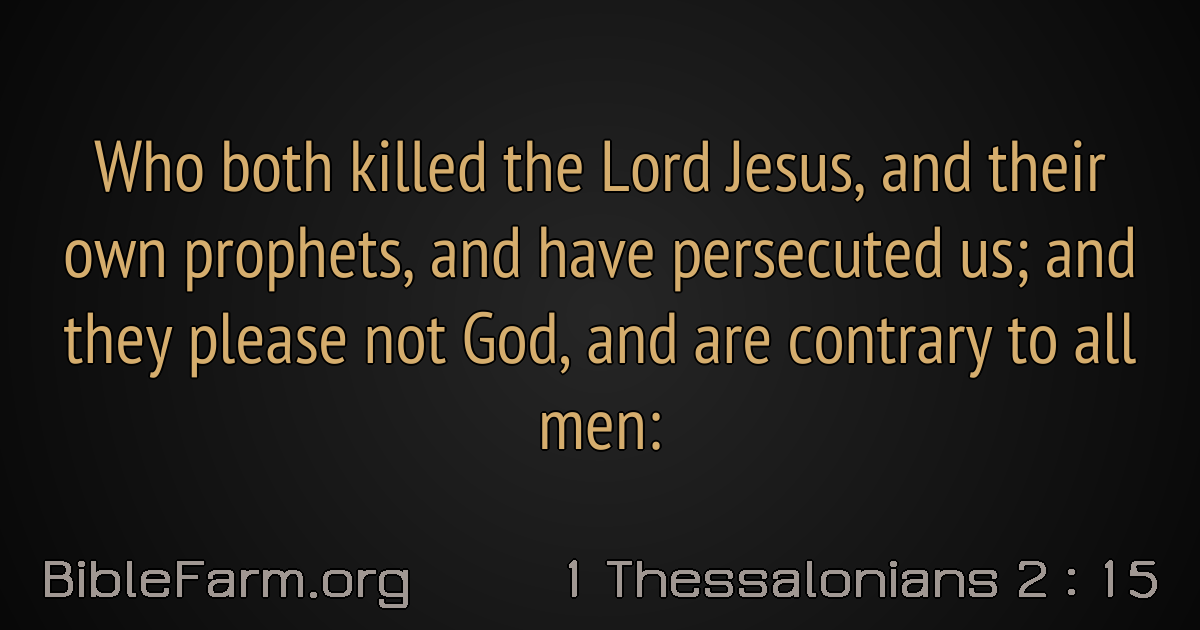 Who both killed the Lord Jesus, and their
own prophets, and have persecuted us; and
they please not God, and are contrary to all
men:
BibleFarm.org
1 Thessalonians 2 : 15